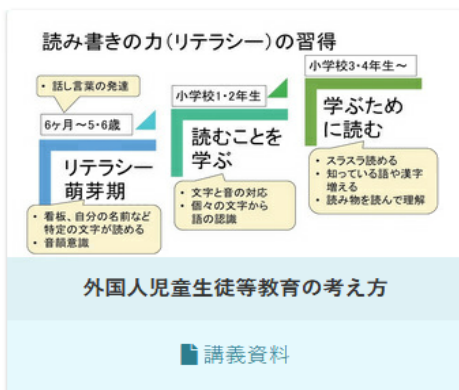 読み書きの力(リテラシー)の習得
・ 話し言葉の発達
6ヶ月~5・6歳
リテラシー
萌芽期
・ 看板、自分の名前など
特定の文字が読める
・ 音韻意識
小学校1・2年生
読むことを
学ぶ
・ 文字と音の対応
・ 個々の文字から
語の認識
小学校3・4年生~
学ぶため
に読む
・ スラスラ読める
・ 知っている語や漢字
増える
・ 読み物を読んで理解
外国人児童生徒等教育の考え方
講義資料